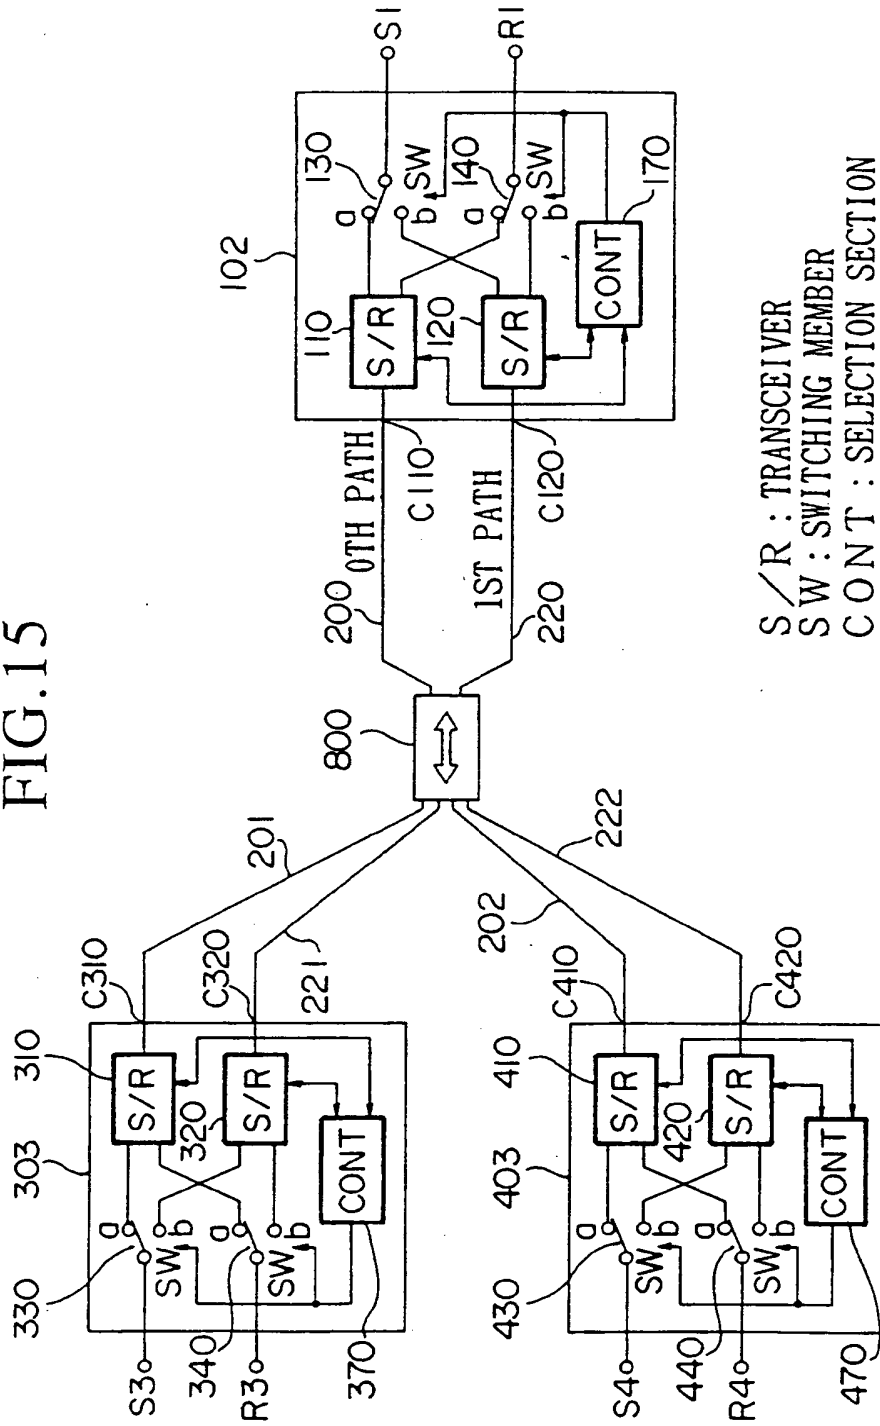 FIG.15
303
310
C310
201
S/R
330
a
b
SW
320
S/R
C320
221
S3
R3
340
a
b
SW
CONT
370
403
410
C410
202
S/R
430
a
b
SW
420
S/R
C420
222
S4
R4
440
a
b
SW
CONT
470
800
200
0TH PATH
C110
220
1ST PATH
C120
102
110
S/R
130
a
b
SW
S1
120
S/R
140
a
b
SW
R1
CONT
170
S/R : TRANSCEIVER
SW : SWITCHING MEMBER
CONT : SELECTION SECTION